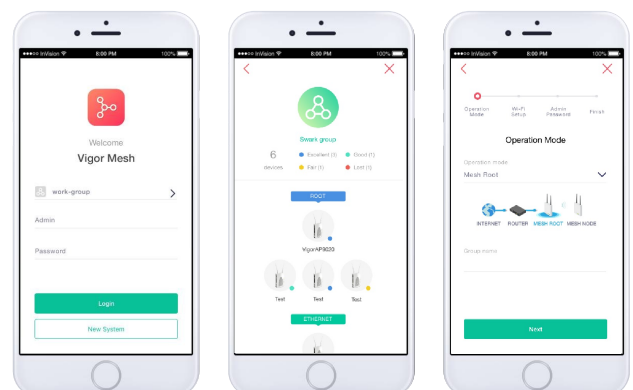 InVision
8:00 PM
100%
Welcome
Vigor Mesh
work-group
Admin
Password
Login
New System
InVision
8:00 PM
100%
Swark group
6
devices
Excellent (3)
Good (1)
Fair (1)
Lost (1)
ROOT
VigorAP903D
Test
Test
Test
ETHERNET
InVision
8:00 PM
100%
Operation Mode
Wi-Fi Setup
Admin Password
Finish
Operation Mode
Operation mode
Mesh Root
INTERNET
ROUTER
MESH ROOT
MESH NODE
Group name
Next